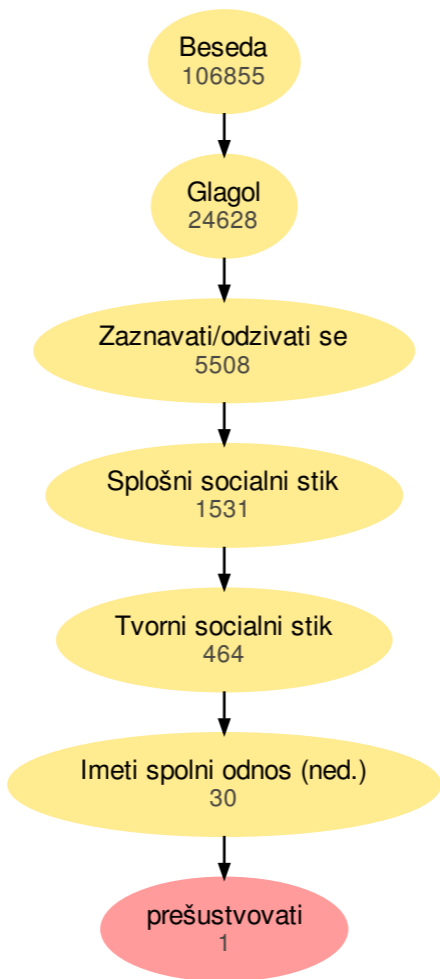 Beseda
106855
Glagol
24628
Zaznavati/odzivati se
5508
Splošni socialni stik
1531
Tvorni socialni stik
464
Imeti spolni odnos (ned.)
30
prešustvovati
1